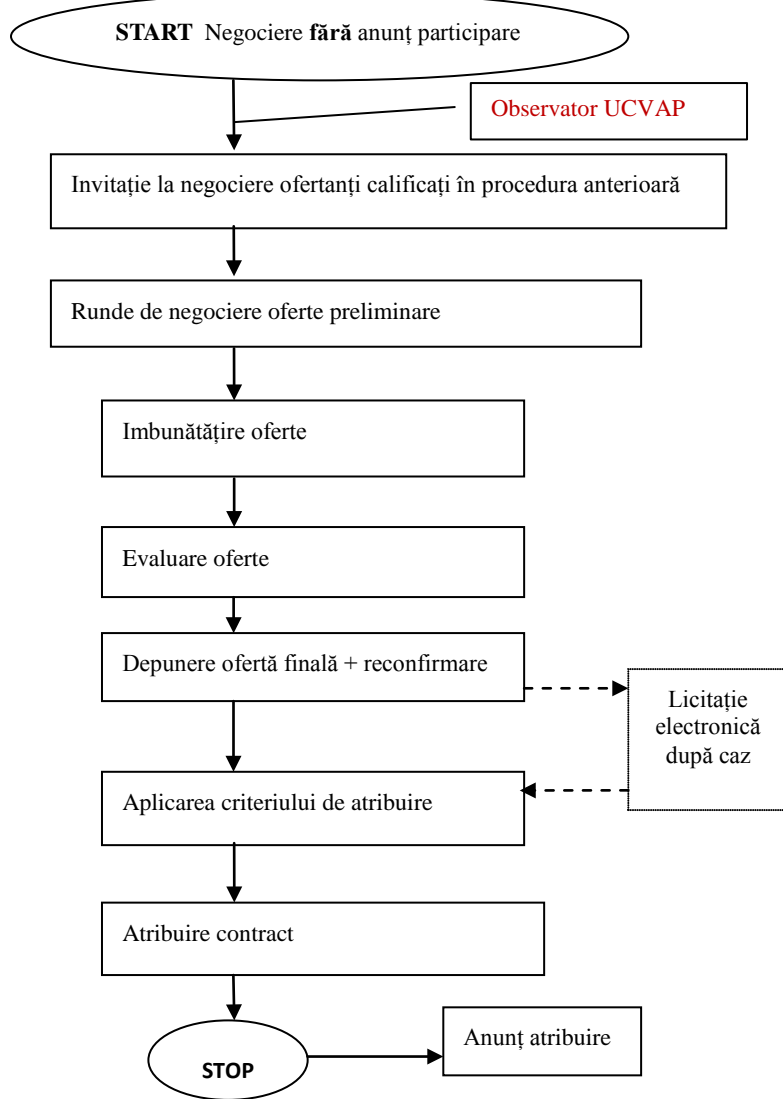 START Negociere fără anunț participare
Observator UCVAP
Invitație la negociere ofertanți calificați în procedura anterioară
Runde de negociere oferte preliminare
Imbunătățire oferte
Evaluare oferte
Depunere ofertă finală + reconfirmare
Licitație
electronică
după caz
Aplicarea criteriului de atribuire
Atribuire contract
Anunț atribuire
STOP